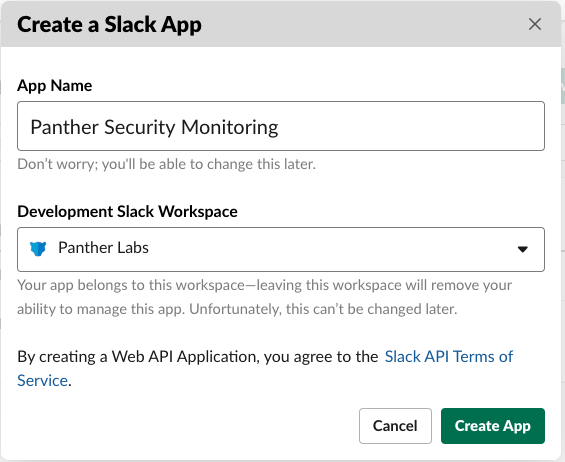 Create a Slack App
App Name
Panther Security Monitoring
Don’t worry; you'll be able to change this later.
Development Slack Workspace
Panther Labs
Your app belongs to this workspace—leaving this workspace will remove your
ability to manage this app. Unfortunately, this can’t be changed later.
By creating a Web API Application, you agree to the Slack API Terms of
Service.
Cancel
Create App